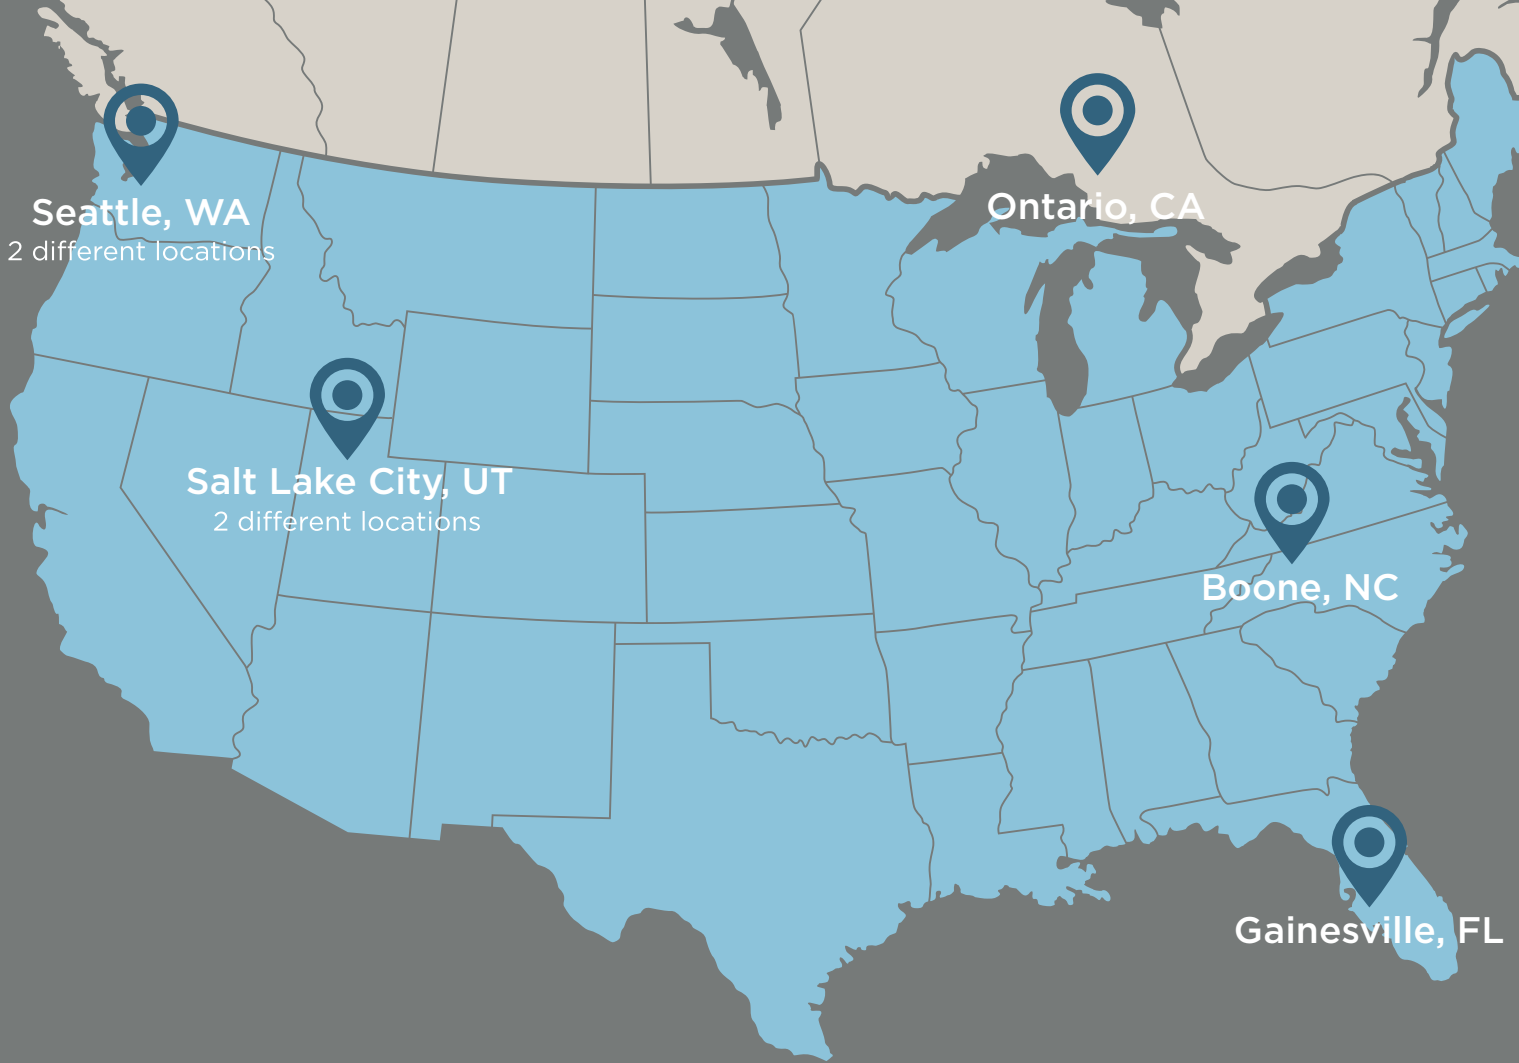 Seattle, WA
2 different locations
Ontario, CA
Salt Lake City, UT
2 different locations
Boone, NC
Gainesville, FL